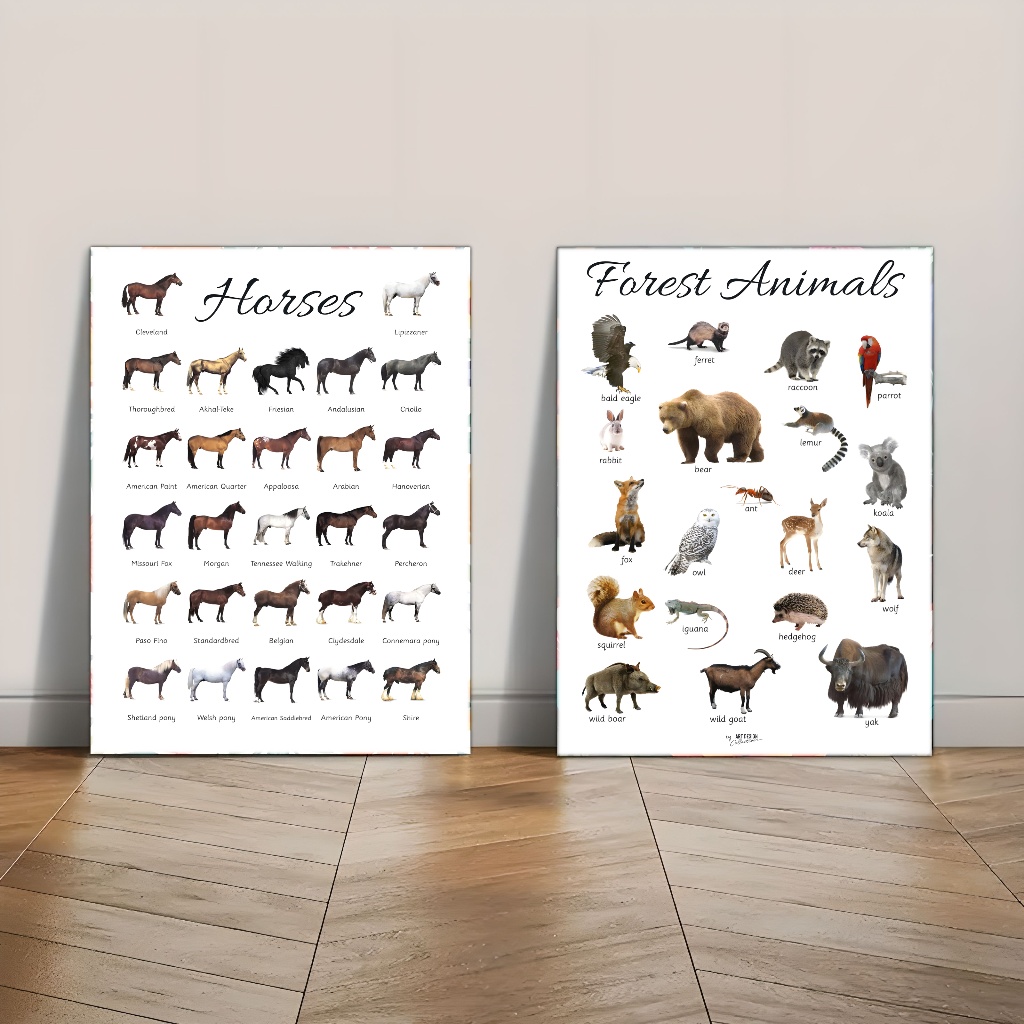 Horses
Cleveland
Lipizzaner
Thoroughbred Akhal-Teke Friesian Andalusian Criollo
American Paint American Quarter Appaloosa Arabian Hanoverian
Missouri Fox Morgan Tennessee Walking Trakehner Percheron
Paso Fino Standardbred Belgian Clydesdale Connemara pony
Shetland pony Welsh pony American Saddlebred American Pony Shire
Forest Animals
bald eagle
ferret
raccoon
parrot
rabbit
bear
lemur
koala
fox
owl
ant
deer
wolf
squirrel
iguana
hedgehog
wild boar
wild goat
yak
by ART DESIGN